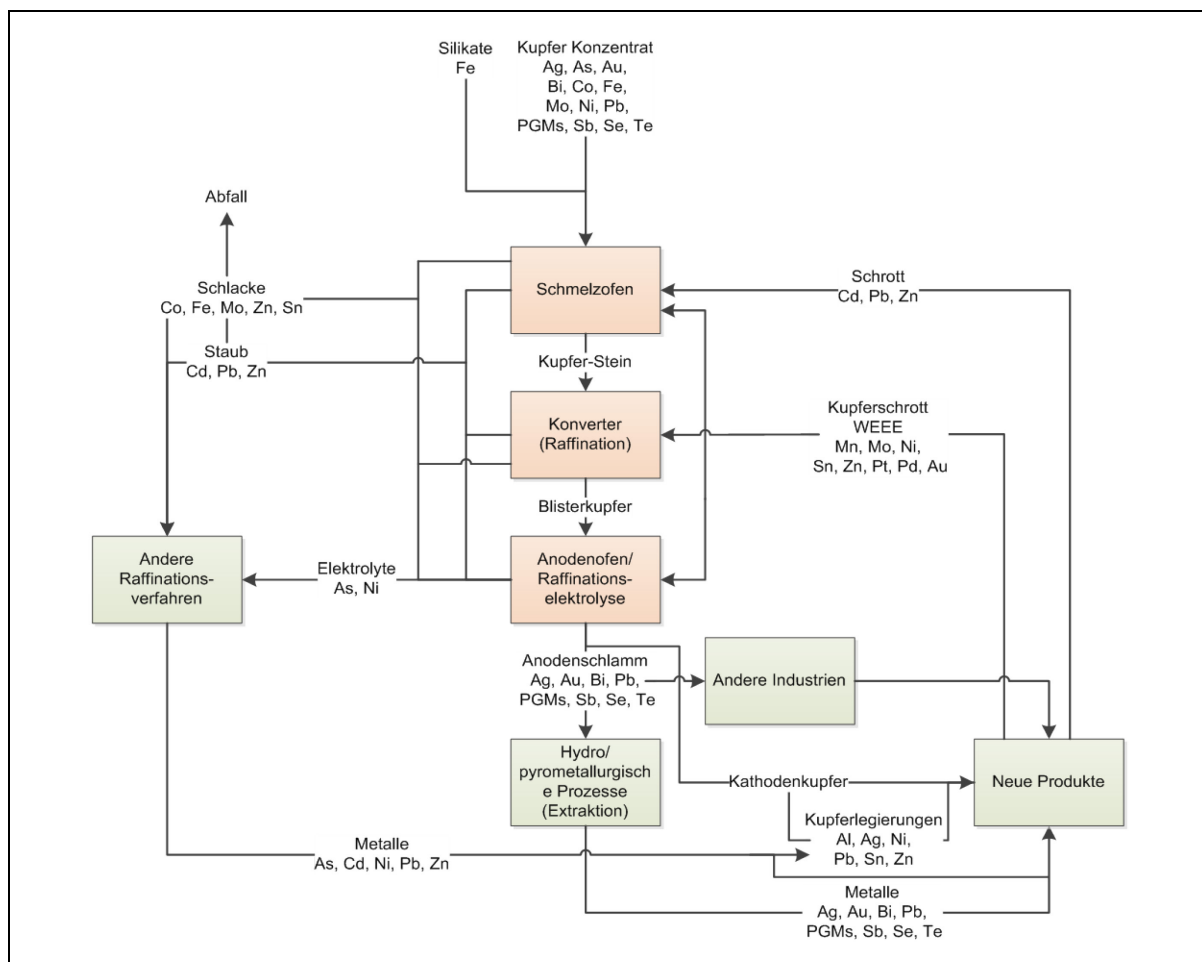 Silikate
Fe
Kupfer Konzentrat
Ag, As, Au,
Bi, Co, Fe,
Mo, Ni, Pb,
PGMs, Sb, Se, Te
Abfall
Schlacke
Co, Fe, Mo, Zn, Sn
Staub
Cd, Pb, Zn
Schmelzofen
Schrott
Cd, Pb, Zn
Kupfer-Stein
Konverter
(Raffination)
Kupferschrott
WEEE
Mn, Mo, Ni,
Sn, Zn, Pt, Pd, Au
Blisterkupfer
Andere
Raffinations-
verfahren
Elektrolyte
As, Ni
Anodenofen/
Raffinations-
elektrolyse
Anodenschlamm
Ag, Au, Bi, Pb,
PGMs, Sb, Se, Te
Andere Industrien
Hydro/
pyrometallurgisch
e Prozesse
(Extraktion)
Kathodenkupfer
Neue Produkte
Kupferlegierungen
Al, Ag, Ni,
Pb, Sn, Zn
Metalle
As, Cd, Ni, Pb, Zn
Metalle
Ag, Au, Bi, Pb,
PGMs, Sb, Se, Te